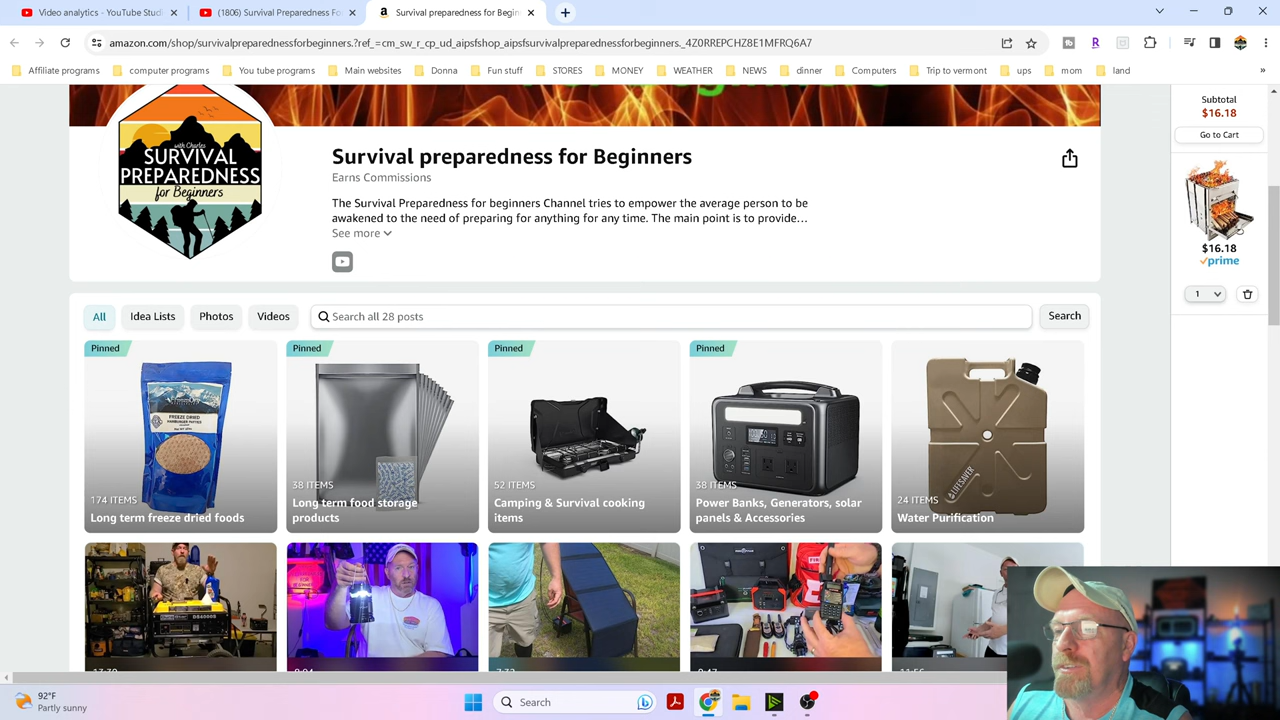 Video analytics - YouTube Studi
(1806) Survival Preparedness Fo
Survival preparedness for Begin
amazon.com/shop/survivalpreparednessforbeginners.?ref_=cm_sw_r_cp_ud_aipsfshop_aipsfsurvivalpreparednessforbeginners._4Z0RREPCHZ8E1MFRQ6A7
Affiliate programs
computer programs
You tube programs
Main websites
Donna
Fun stuff
STORES
MONEY
WEATHER
NEWS
dinner
Computers
Trip to vermont
ups
mom
land
with Charles
SURVIVAL
PREPAREDNESS
for Beginners
Survival preparedness for Beginners
Earns Commissions
The Survival Preparedness for beginners Channel tries to empower the average person to be
awakened to the need of preparing for anything for any time. The main point is to provide…
See more
Subtotal
$16.18
Go to Cart
$16.18
prime
1
All
Idea Lists
Photos
Videos
Search all 28 posts
Search
Pinned
FREEZE DRIED
174 ITEMS
Long term freeze dried foods
Pinned
38 ITEMS
Long term food storage
products
Pinned
52 ITEMS
Camping & Survival cooking
items
Pinned
38 ITEMS
Power Banks, Generators, solar
panels & Accessories
LIFESAVER
24 ITEMS
Water Purification
92°F
Partly sunny
Search